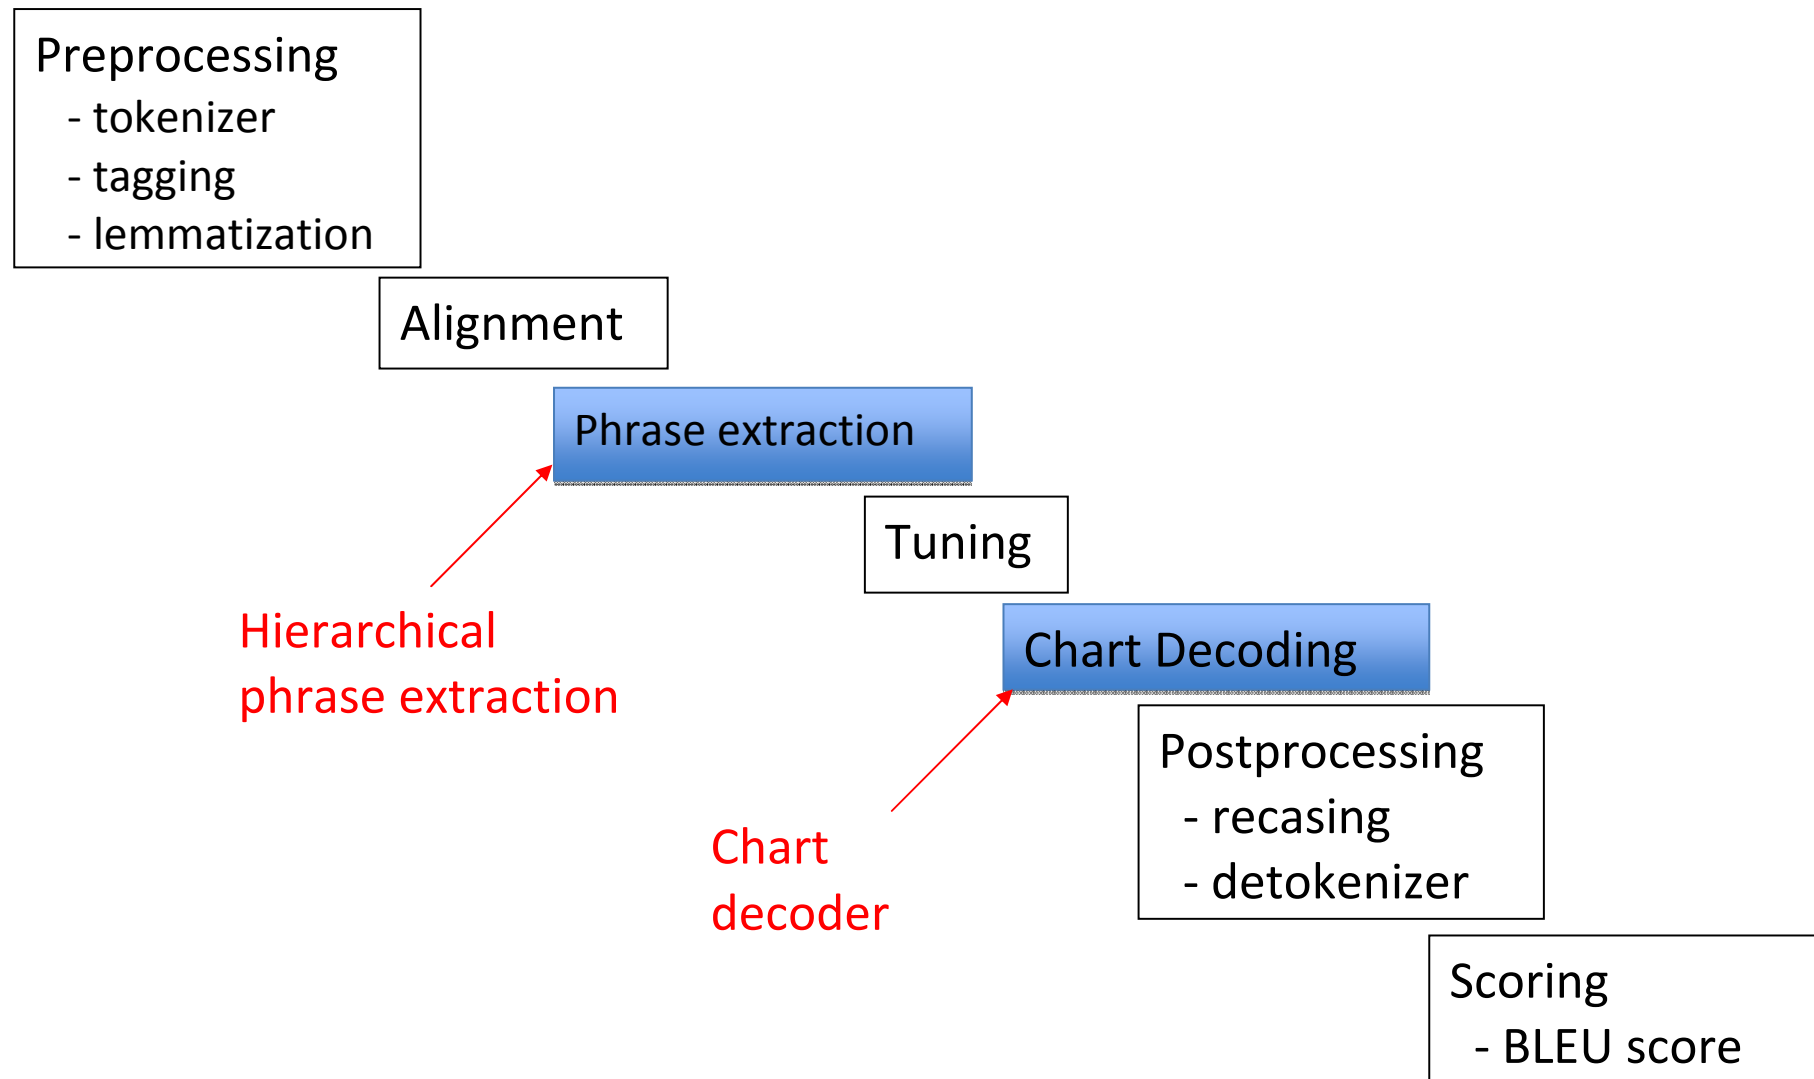 Preprocessing
- tokenizer
- tagging
- lemmatization
Alignment
Phrase extraction
Tuning
Hierarchical
phrase extraction
Chart Decoding
Postprocessing
- recasing
- detokenizer
Chart
decoder
Scoring
- BLEU score